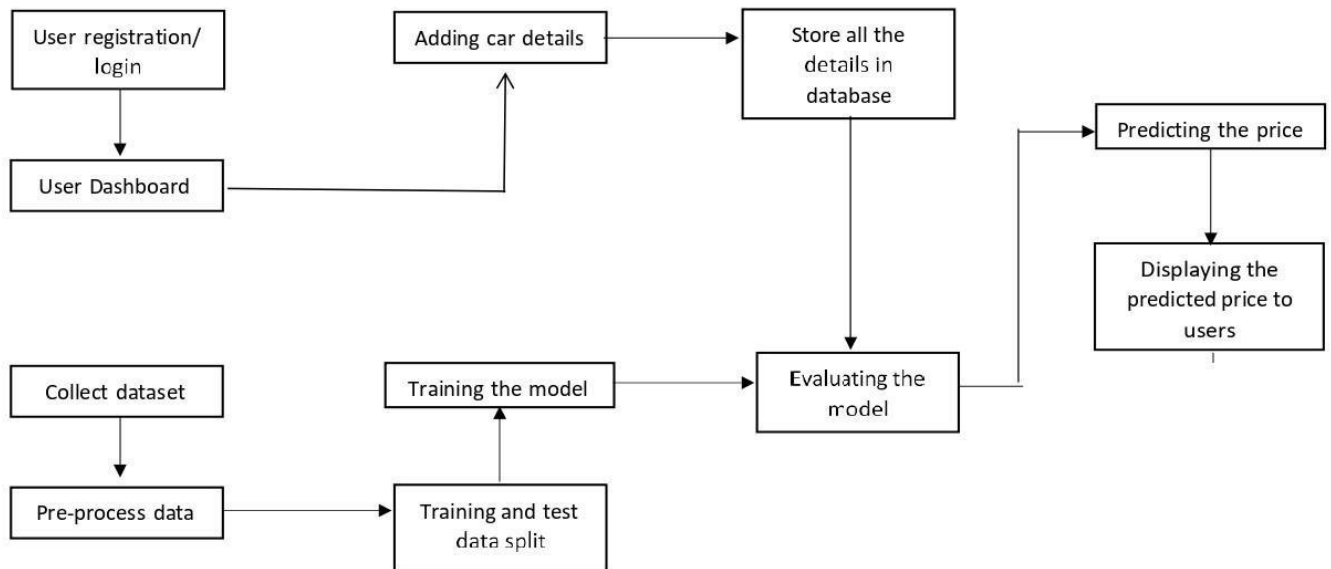 User registration/
login
Adding car details
Store all the
details in
database
Predicting the price
User Dashboard
Displaying the
predicted price to
users
Collect dataset
Training the model
Evaluating the
model
Pre-process data
Training and test
data split